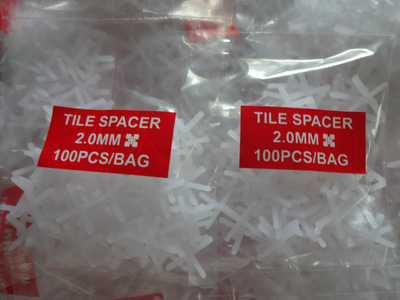 TILE SPACER
2.0MM
100PCS/BAG
TILE SPACER
2.0MM
100PCS/BAG